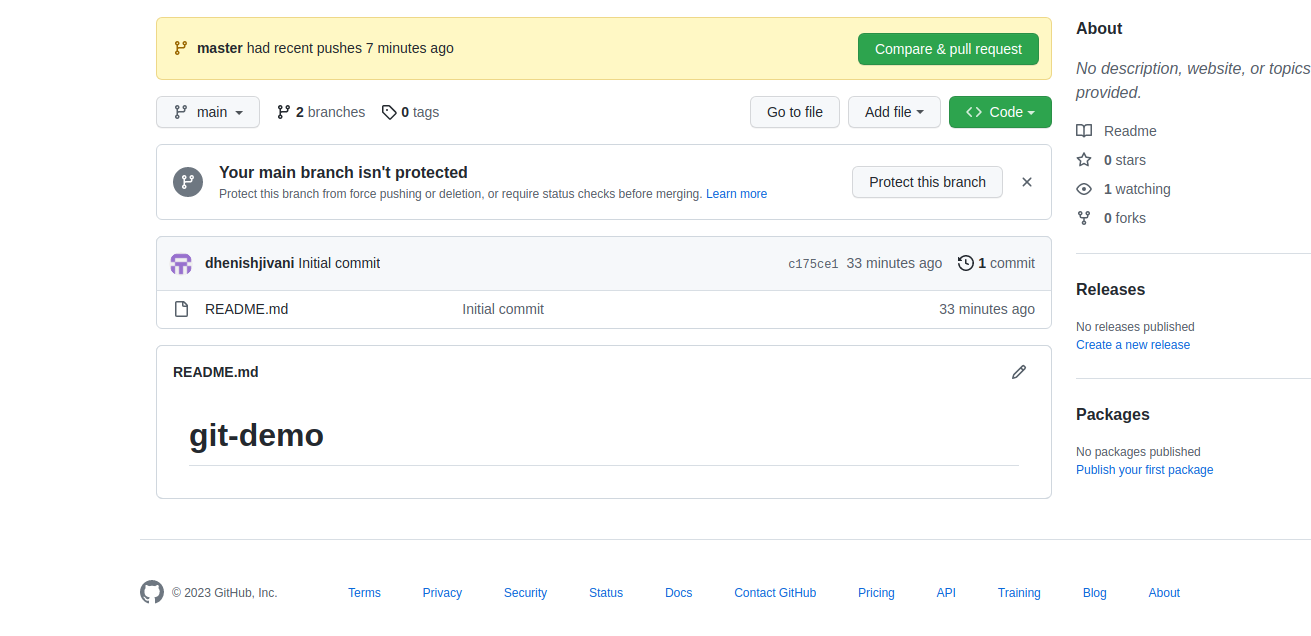 master had recent pushes 7 minutes ago
Compare & pull request
main
2 branches
0 tags
Go to file
Add file
Code
Your main branch isn't protected
Protect this branch from force pushing or deletion, or require status checks before merging. Learn more
Protect this branch
dhenishjivani Initial commit
c175ce1 33 minutes ago
1 commit
README.md
Initial commit
33 minutes ago
README.md
git-demo
About
No description, website, or topics
provided.
Readme
0 stars
1 watching
0 forks
Releases
No releases published
Create a new release
Packages
No packages published
Publish your first package
© 2023 GitHub, Inc.
Terms
Privacy
Security
Status
Docs
Contact GitHub
Pricing
API
Training
Blog
About